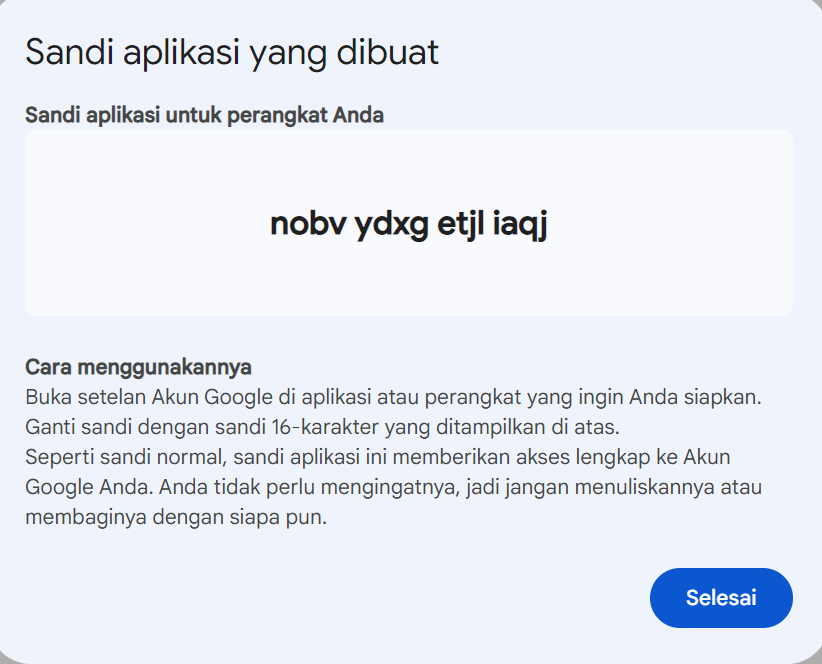 Sandi aplikasi yang dibuat
Sandi aplikasi untuk perangkat Anda
nobv ydxg etjl iaqj
Cara menggunakannya
Buka setelan Akun Google di aplikasi atau perangkat yang ingin Anda siapkan.
Ganti sandi dengan sandi 16-karakter yang ditampilkan di atas.
Seperti sandi normal, sandi aplikasi ini memberikan akses lengkap ke Akun
Google Anda. Anda tidak perlu mengingatnya, jadi jangan menuliskannya atau
membaginya dengan siapa pun.
Selesai